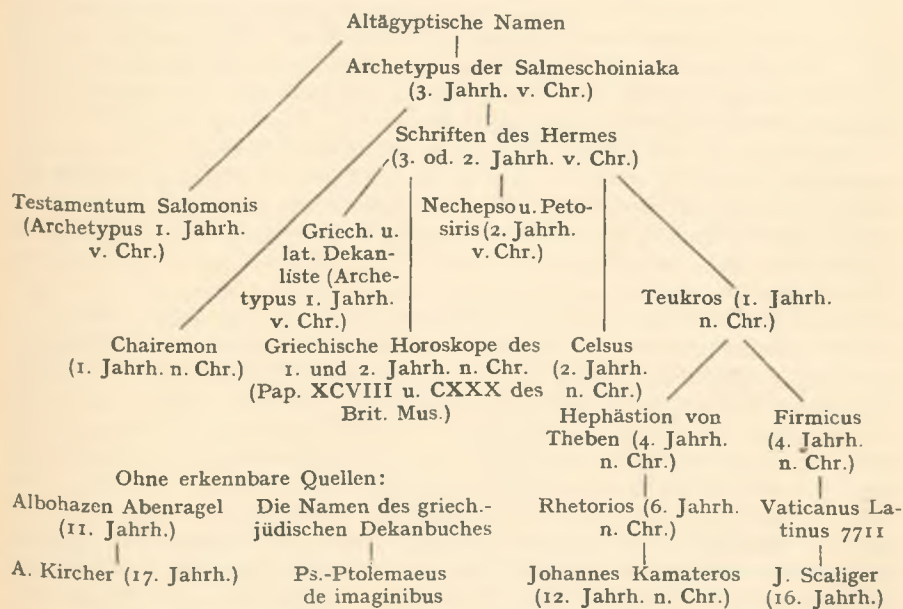 Altägyptische Namen
Archetypus der Salmeschoiniaka
(3. Jahrh. v. Chr.)
Schriften des Hermes
(3. od. 2. Jahrh. v. Chr.)
Testamentum Salomonis
(Archetypus 1. Jahrh.
v. Chr.)
Griech. u.
lat. Dekan-
liste (Arche-
typus 1. Jahrh.
v. Chr.)
Nechepso u. Peto-
siris (2. Jahrh.
v. Chr.)
Teukros (1. Jahrh.
n. Chr.)
Chairemon
(1. Jahrh. n. Chr.)
Griechische Horoskope des
1. und 2. Jahrh. n. Chr.
(Pap. XCVIII u. CXXX des
Brit. Mus.)
Celsus
(2. Jahrh.
n. Chr.)
Hephästion von
Theben (4. Jahrh.
n. Chr.)
Firmicus
(4. Jahrh.
n. Chr.)
Ohne erkennbare Quellen:
Albohazen Abenragel
(11. Jahrh.)
Die Namen des griech.-
jüdischen Dekanbuches
Rhetorios (6. Jahrh.
n. Chr.)
Vaticanus La-
tinus 7711
A. Kircher (17. Jahrh.)
Ps.-Ptolemaeus
de imaginibus
Johannes Kamateros
(12. Jahrh. n. Chr.)
J. Scaliger
(16. Jahrh.)